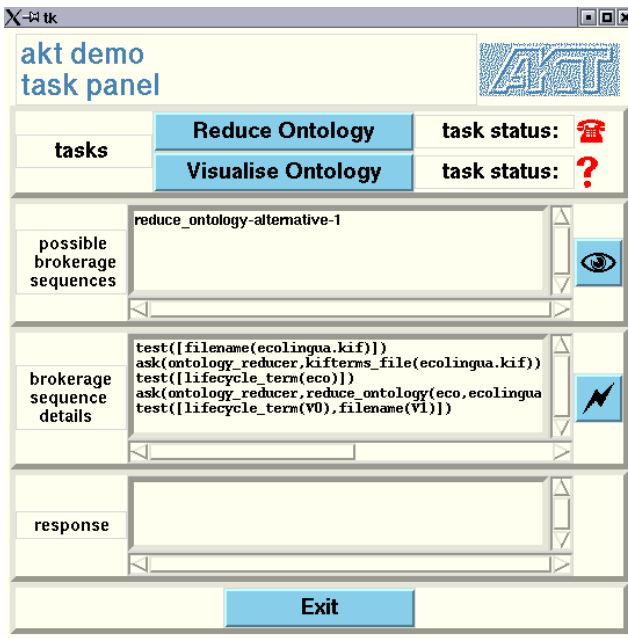 tk
akt demo
task panel
AKT
tasks
Reduce Ontology
task status:
Visualise Ontology
task status:
?
possible
brokerage
sequences
reduce_ontology-alternative-1
brokerage
sequence
details
test([filename(ecolingua.kif)])
ask(ontology_reducer,kifterms_file(ecolingua.kif))
test([lifecycle_term(eco)])
ask(ontology_reducer,reduce_ontology(eco,ecolingua
test([lifecycle_term(V0),filename(V1)])
response
Exit